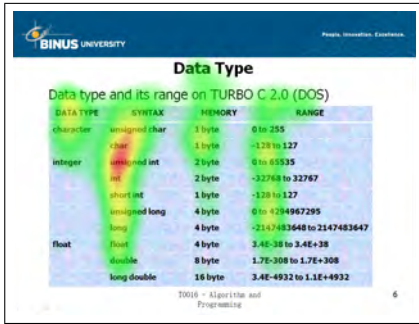 BINUS UNIVERSITY
People, Innovation, Excellence.
Data Type
Data type and its range on TURBO C 2.0 (DOS)
DATA TYPE SYNTAX MEMORY RANGE
character unsigned char 1 byte 0 to 255
char 1 byte -128 to 127
integer unsigned int 2 byte 0 to 65535
int 2 byte -32768 to 32767
short int 1 byte -128 to 127
unsigned long 4 byte 0 to 4294967295
long 4 byte -2147483648 to 2147483647
float float 4 byte 3.4E-38 to 3.4E+38
double 8 byte 1.7E-308 to 1.7E+308
long double 16 byte 3.4E-4932 to 1.1E+4932
T0016 - Algorithm and
Programming
6